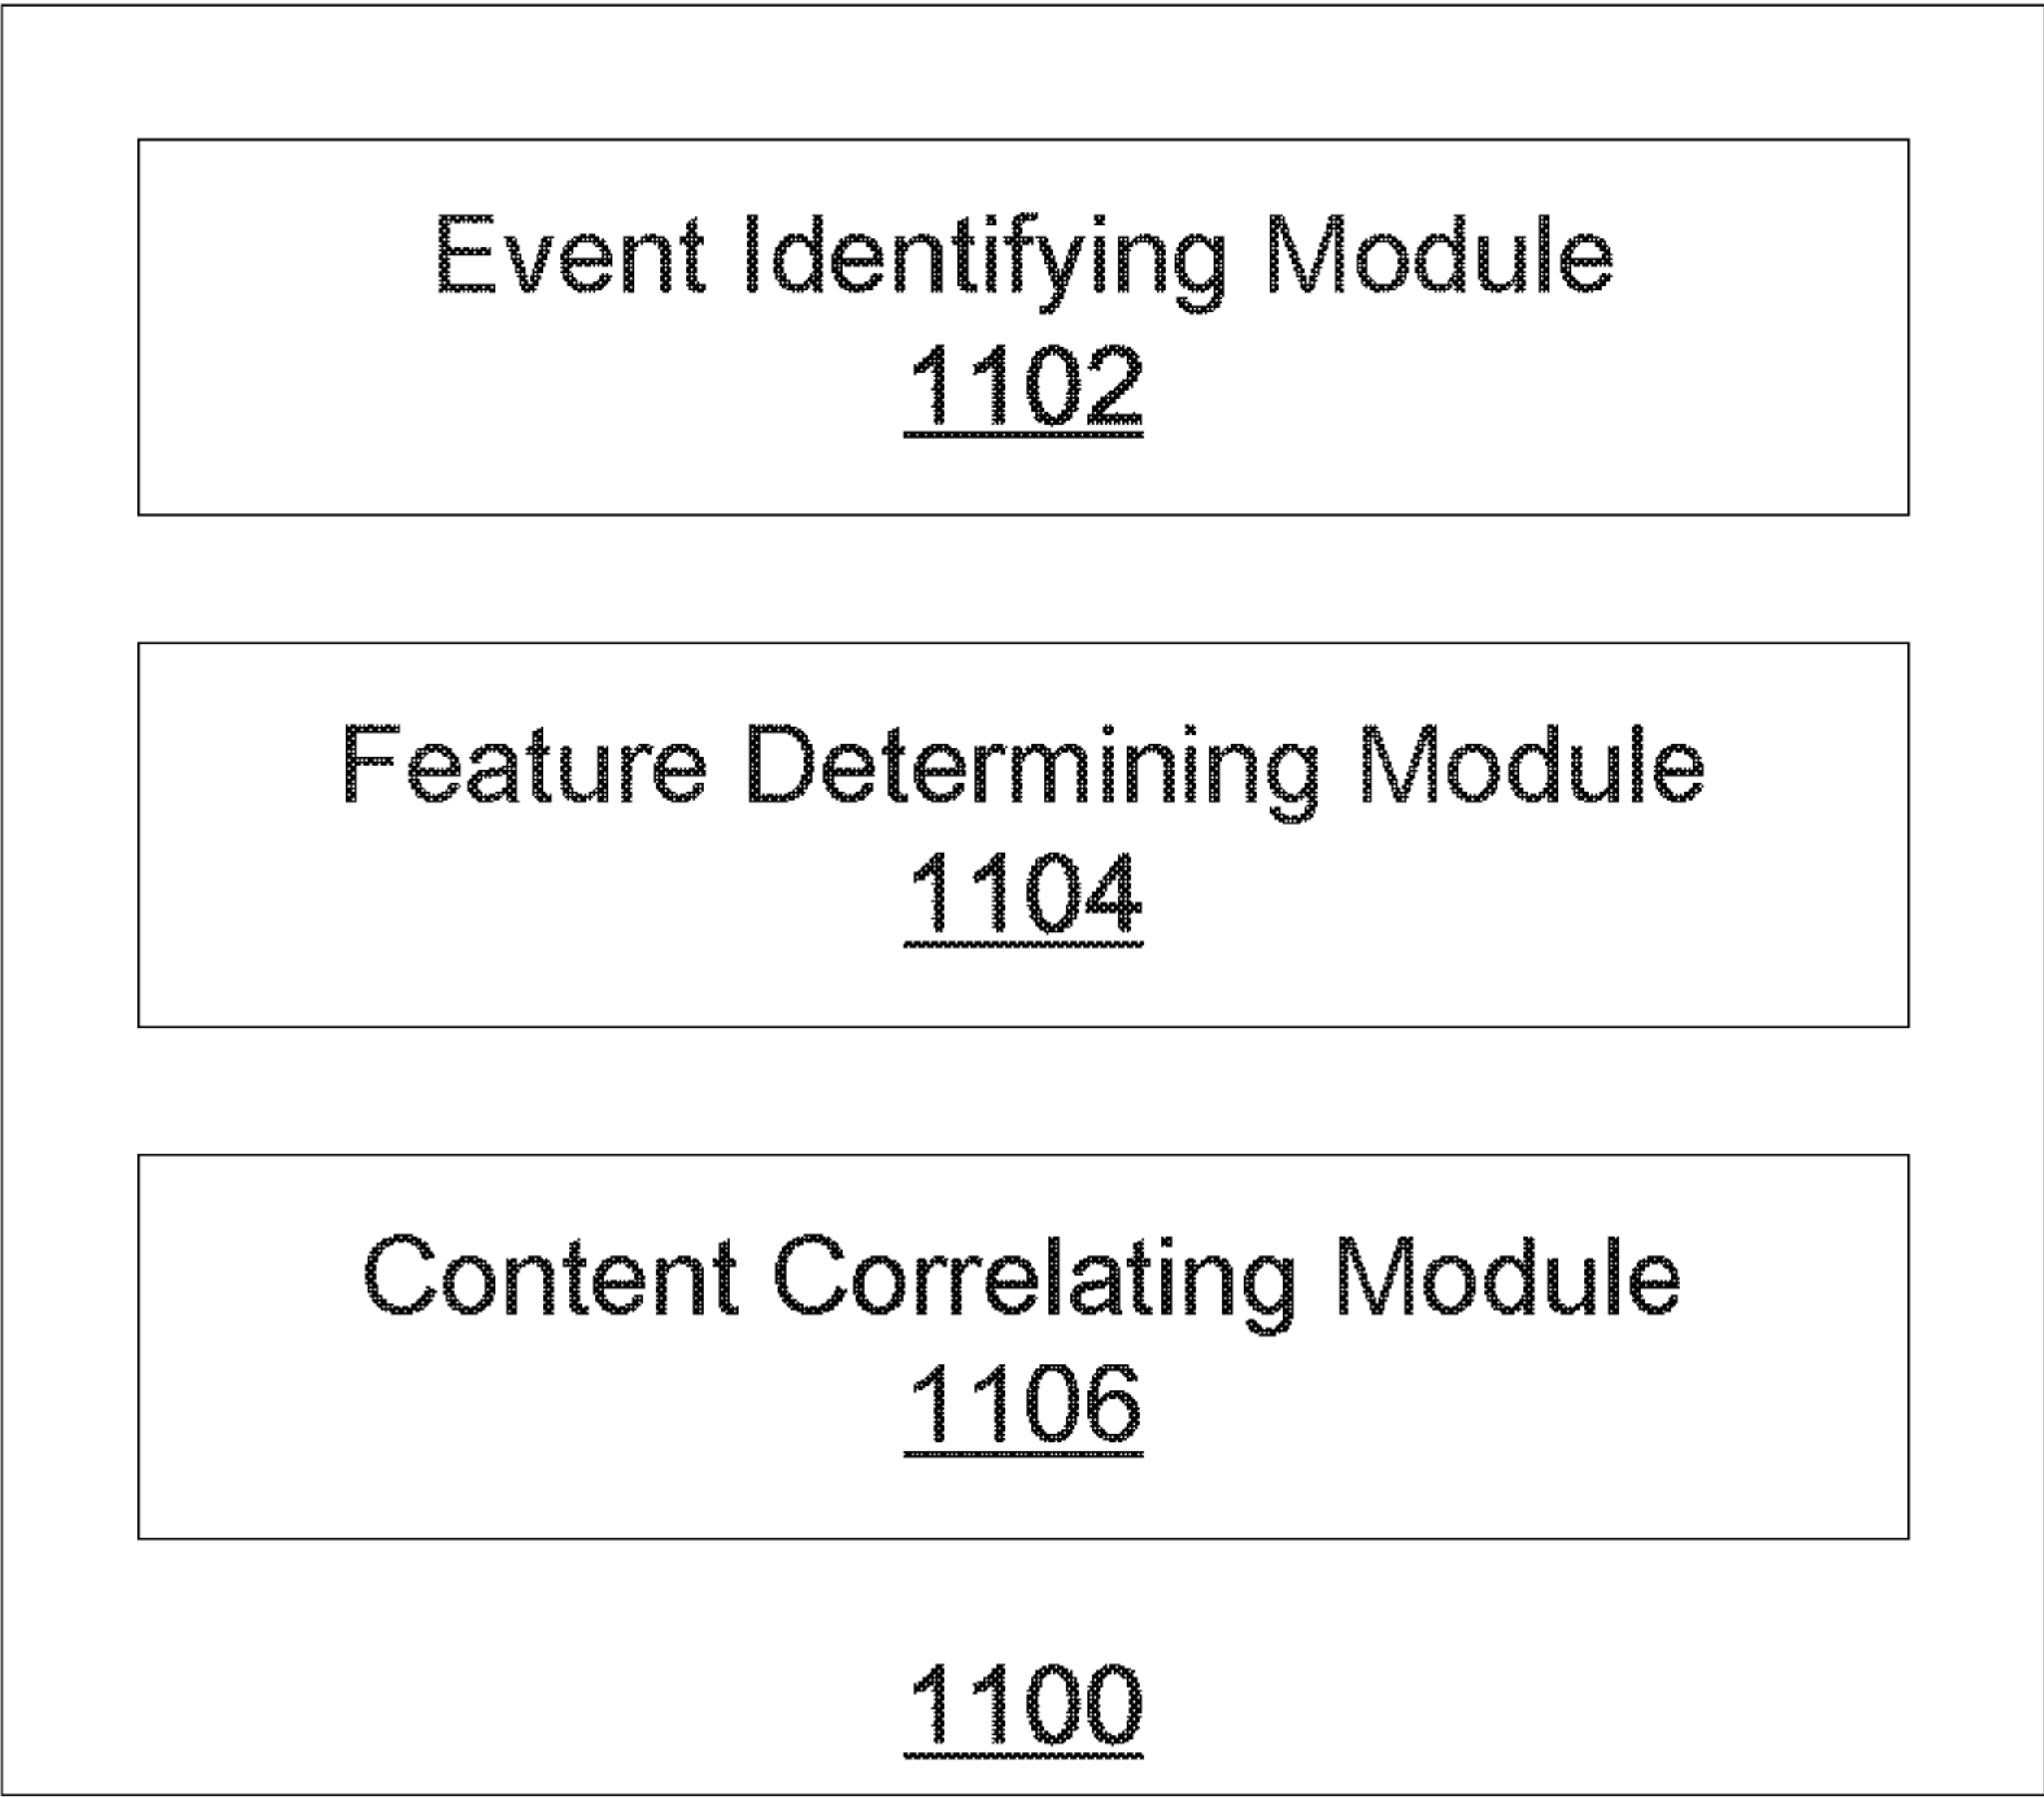 Event Identifying Module
1102
Feature Determining Module
1104
Content Correlating Module
1106
1100